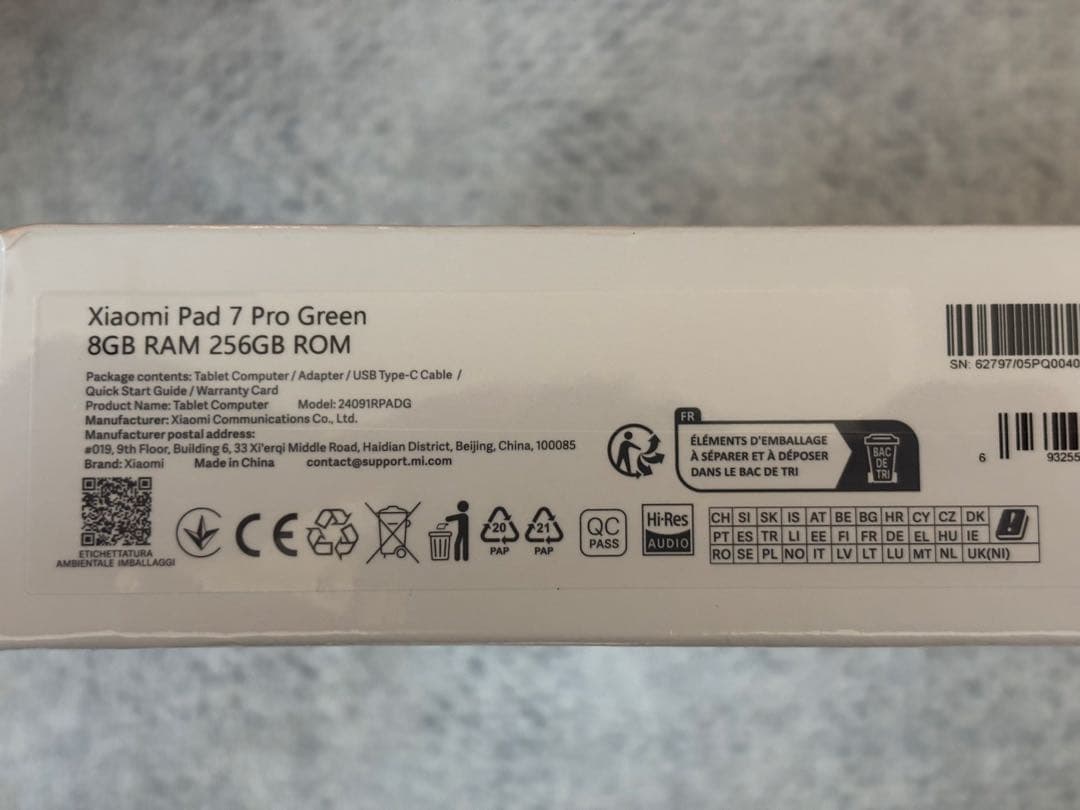 Xiaomi Pad 7 Pro Green
8GB RAM 256GB ROM
Package contents: Tablet Computer / Adapter / USB Type-C Cable /
Quick Start Guide / Warranty Card
Product Name: Tablet Computer Model: 24091RPADG
Manufacturer: Xiaomi Communications Co., Ltd.
Manufacturer postal address:
#019, 9th Floor, Building 6, 33 Xi'erqi Middle Road, Haidian District, Beijing, China, 100085
Brand: Xiaomi Made in China contact@support.mi.com
ETICHETTATURA
AMBIENTALE IMBALLAGGI
CE
20
PAP
21
PAP
QC
PASS
Hi-Res
AUDIO
FR
ÉLÉMENTS D'EMBALLAGE
À SÉPARER ET À DÉPOSER
DANS LE BAC DE TRI
BAC
DE
TRI
CH SI SK IS AT BE BG HR CY CZ DK
PT ES TR LI EE FI FR DE EL HU IE
RO SE PL NO IT LV LT LU MT NL UK(NI)
SN: 62797/05PQ0040
6 93255